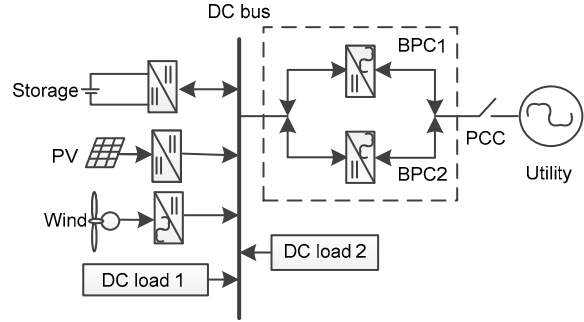 DC bus
BPC1
Storage
PCC
PV
BPC2
Utility
Wind
DC load 2
DC load 1